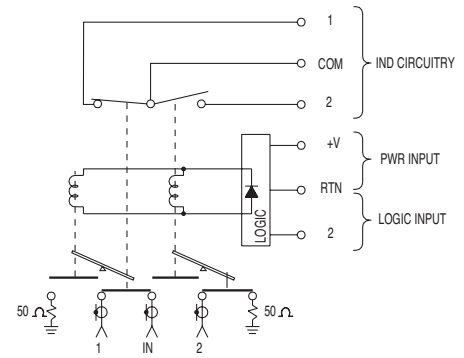 1
COM
IND CIRCUITRY
2
+V
PWR INPUT
RTN
LOGIC INPUT
2
LOGIC
50 Ω
50 Ω
1
IN
2